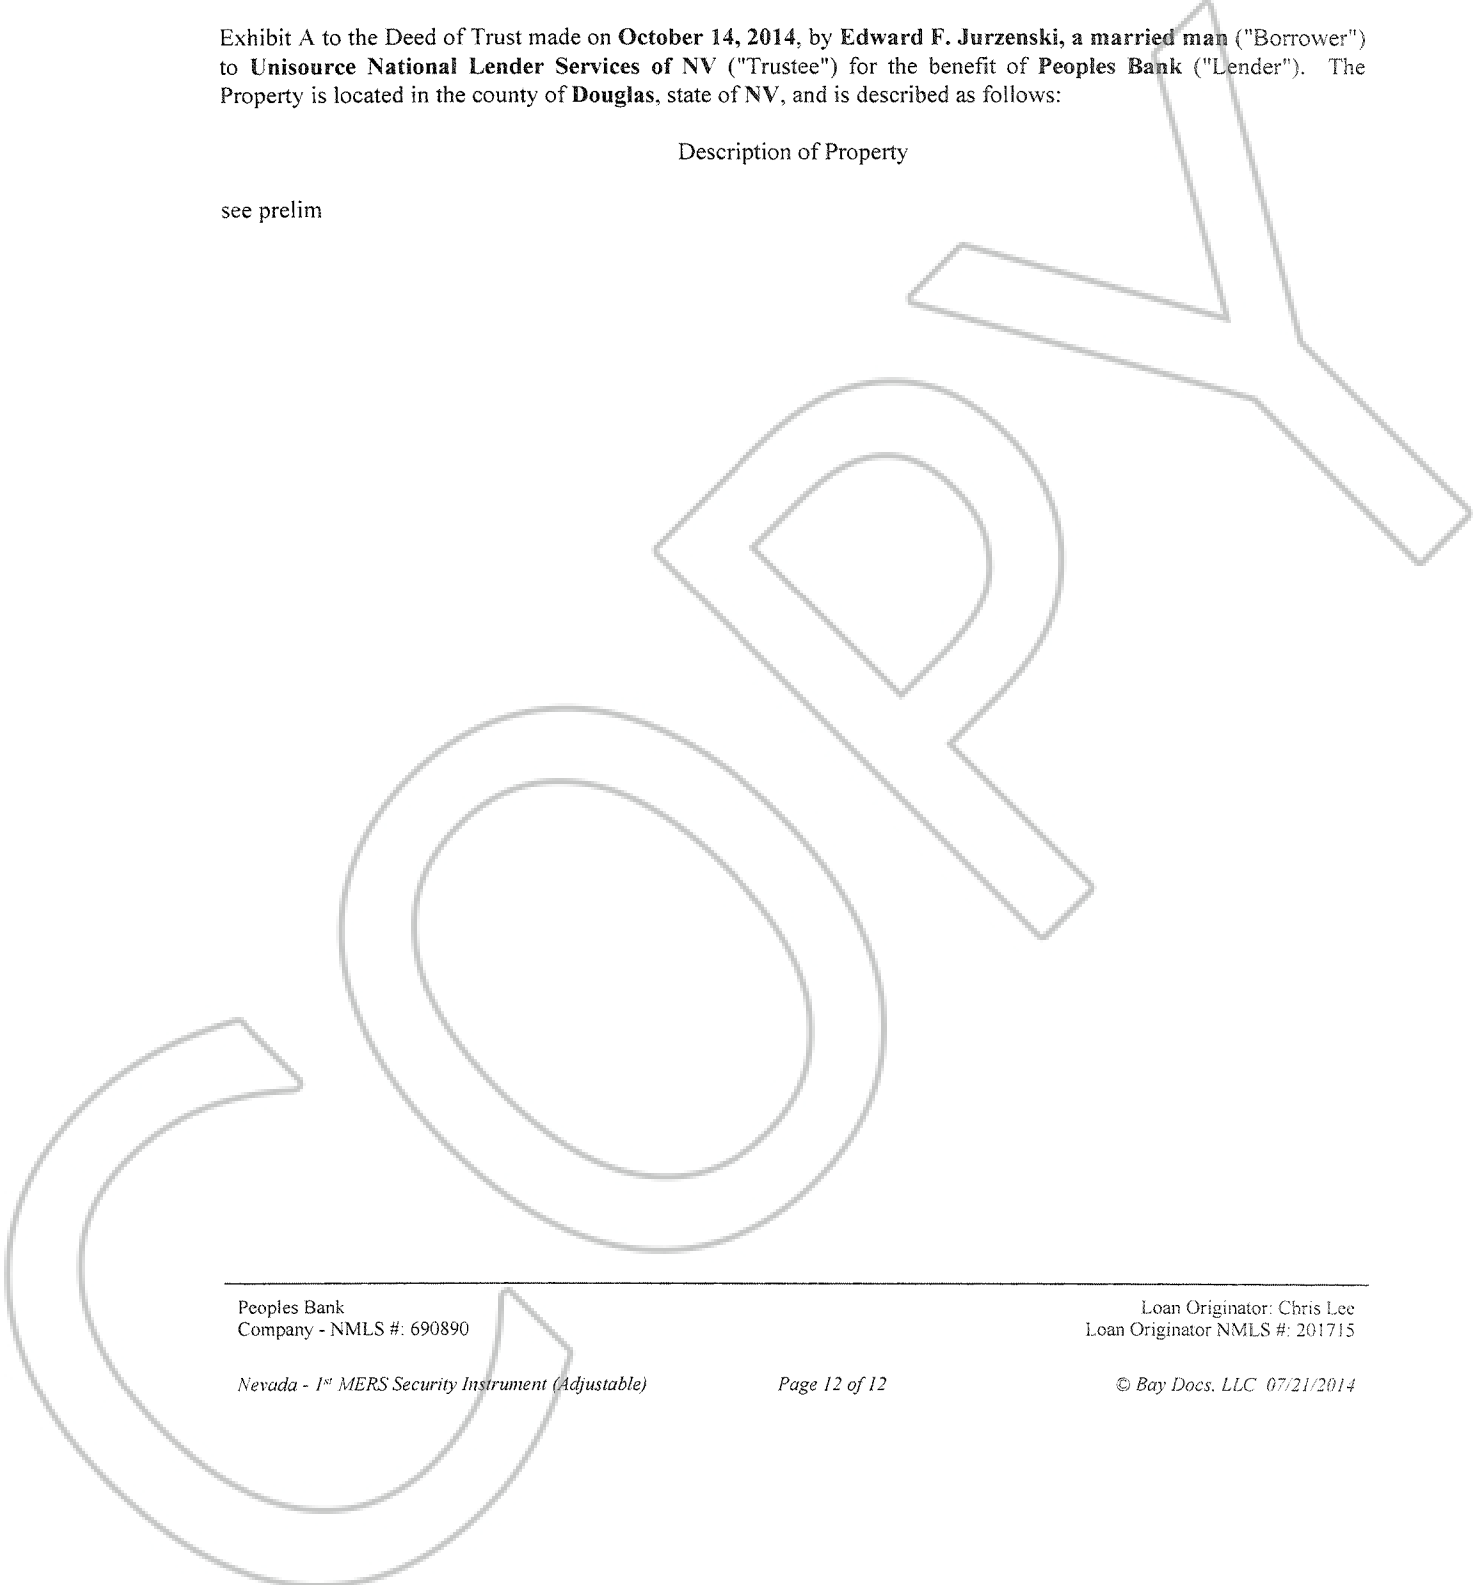 Exhibit A to the Deed of Trust made on October 14, 2014, by Edward F. Jurzenski, a married man ("Borrower")
to Unisource National Lender Services of NV ("Trustee") for the benefit of Peoples Bank ("Lender"). The
Property is located in the county of Douglas, state of NV, and is described as follows:
Description of Property
see prelim
COPY
Peoples Bank
Company - NMLS #: 690890
Loan Originator: Chris Lee
Loan Originator NMLS #: 201715
Nevada - 1st MERS Security Instrument (Adjustable)
Page 12 of 12
© Bay Docs, LLC 07/21/2014